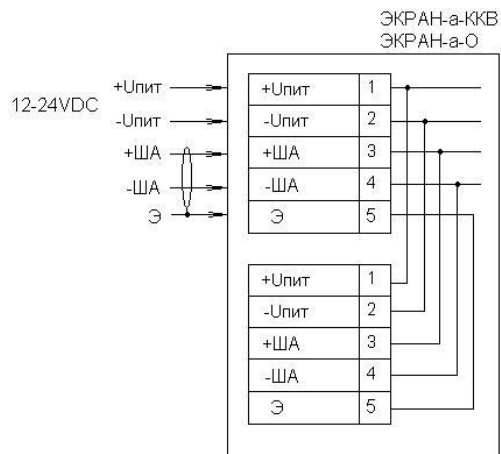 ЭКРАН-а-ККВ
ЭКРАН-а-О
12-24VDC
+Uпит
-Uпит
+ША
-ША
Э
+Uпит 1
-Uпит 2
+ША 3
-ША 4
Э 5
+Uпит 1
-Uпит 2
+ША 3
-ША 4
Э 5